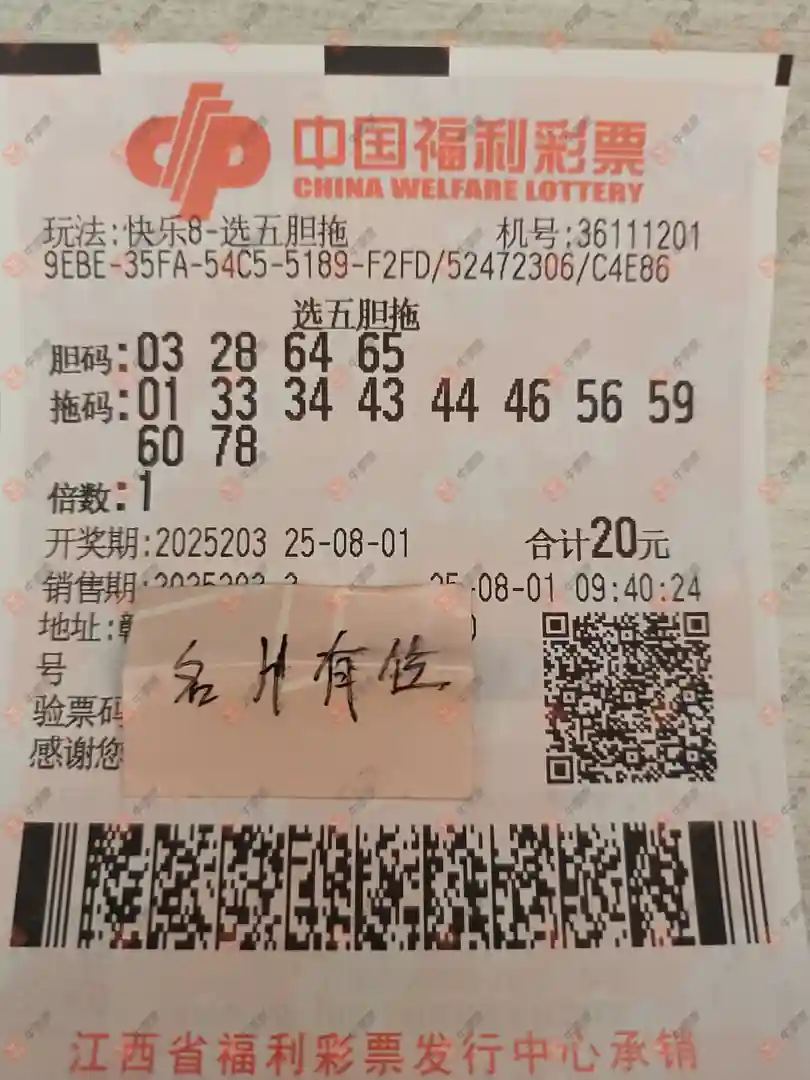 中国福利彩票
CHINA WELFARE LOTTERY
玩法:快乐8-选五胆拖 机号:36111201
9EBE-35FA-54C5-5189-F2FD/52472306/C4E86
选五胆拖
胆码:03 28 64 65
拖码:01 33 34 43 44 46 56 59
60 78
倍数:1
开奖期:2025203 25-08-01 合计20元
销售期:2025203 25-08-01 09:40:24
地址:
号
名片有位
验票码
感谢您
江西省福利彩票发行中心承销